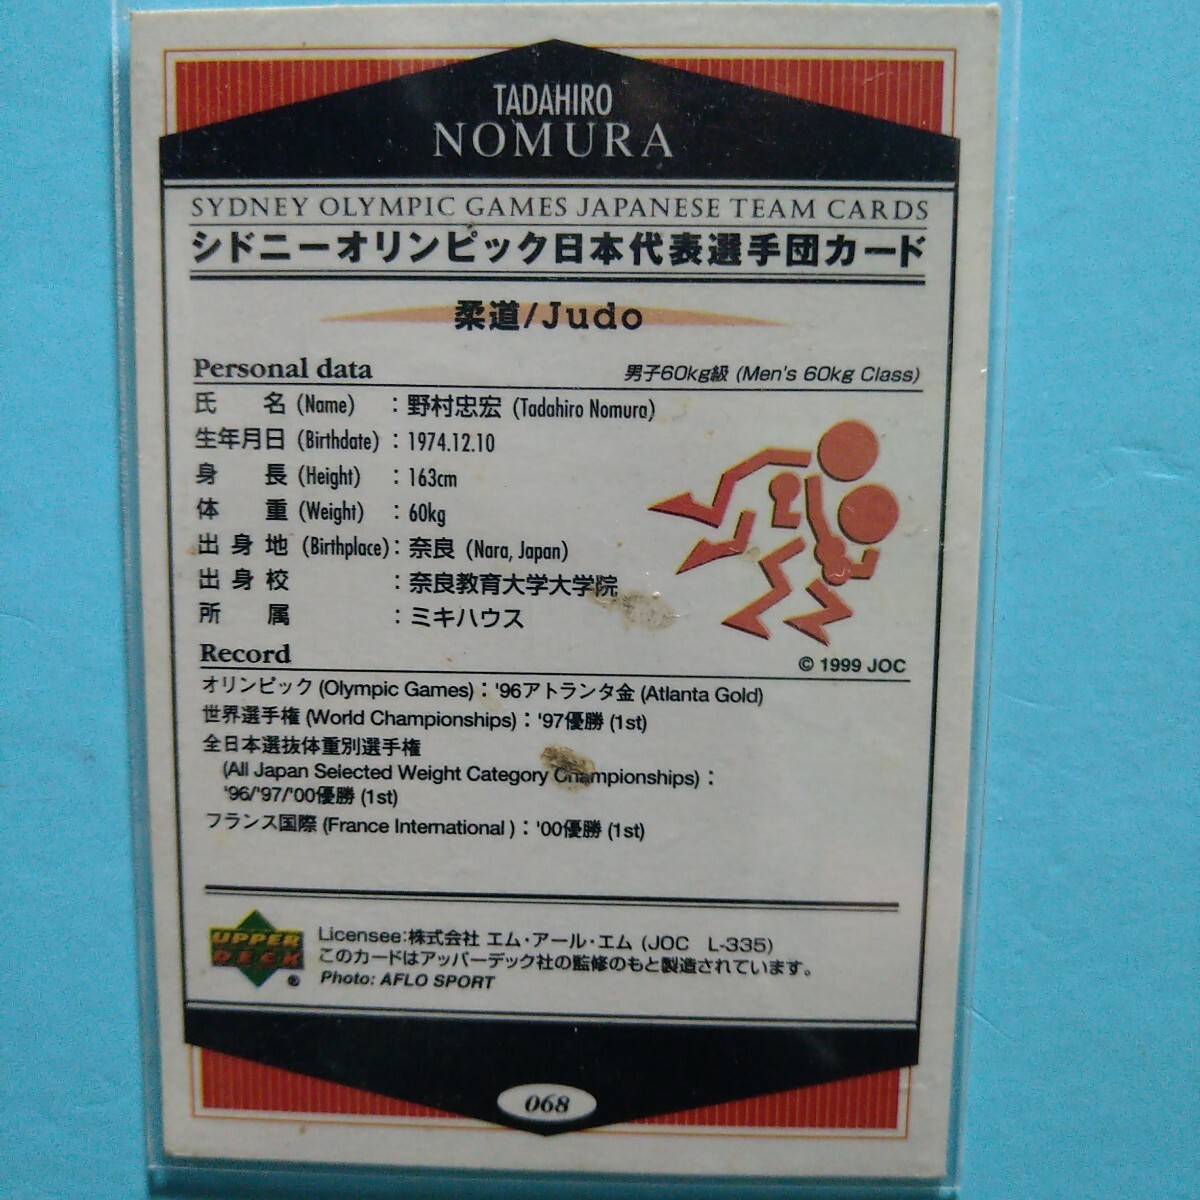 TADAHIRO
NOMURA
SYDNEY OLYMPIC GAMES JAPANESE TEAM CARDS
シドニーオリンピック日本代表選手団カード
柔道/Judo
Personal data 男子60kg級 (Men's 60kg Class)
氏 名 (Name) : 野村忠宏 (Tadahiro Nomura)
生年月日 (Birthdate) : 1974.12.10
身 長 (Height) : 163cm
体 重 (Weight) : 60kg
出 身 地 (Birthplace) : 奈良 (Nara, Japan)
出 身 校 : 奈良教育大学大学院
所 属 : ミキハウス
© 1999 JOC
Record
オリンピック (Olympic Games) : '96アトランタ金 (Atlanta Gold)
世界選手権 (World Championships) : '97優勝 (1st)
全日本選抜体重別選手権
(All Japan Selected Weight Category Championships) :
'96/'97/'00優勝 (1st)
フランス国際 (France International ) : '00優勝 (1st)
UPPER
DECK
®
Licensee:株式会社 エム・アール・エム (JOC L-335)
このカードはアッパーデック社の監修のもと製造されています。
Photo: AFLO SPORT
068